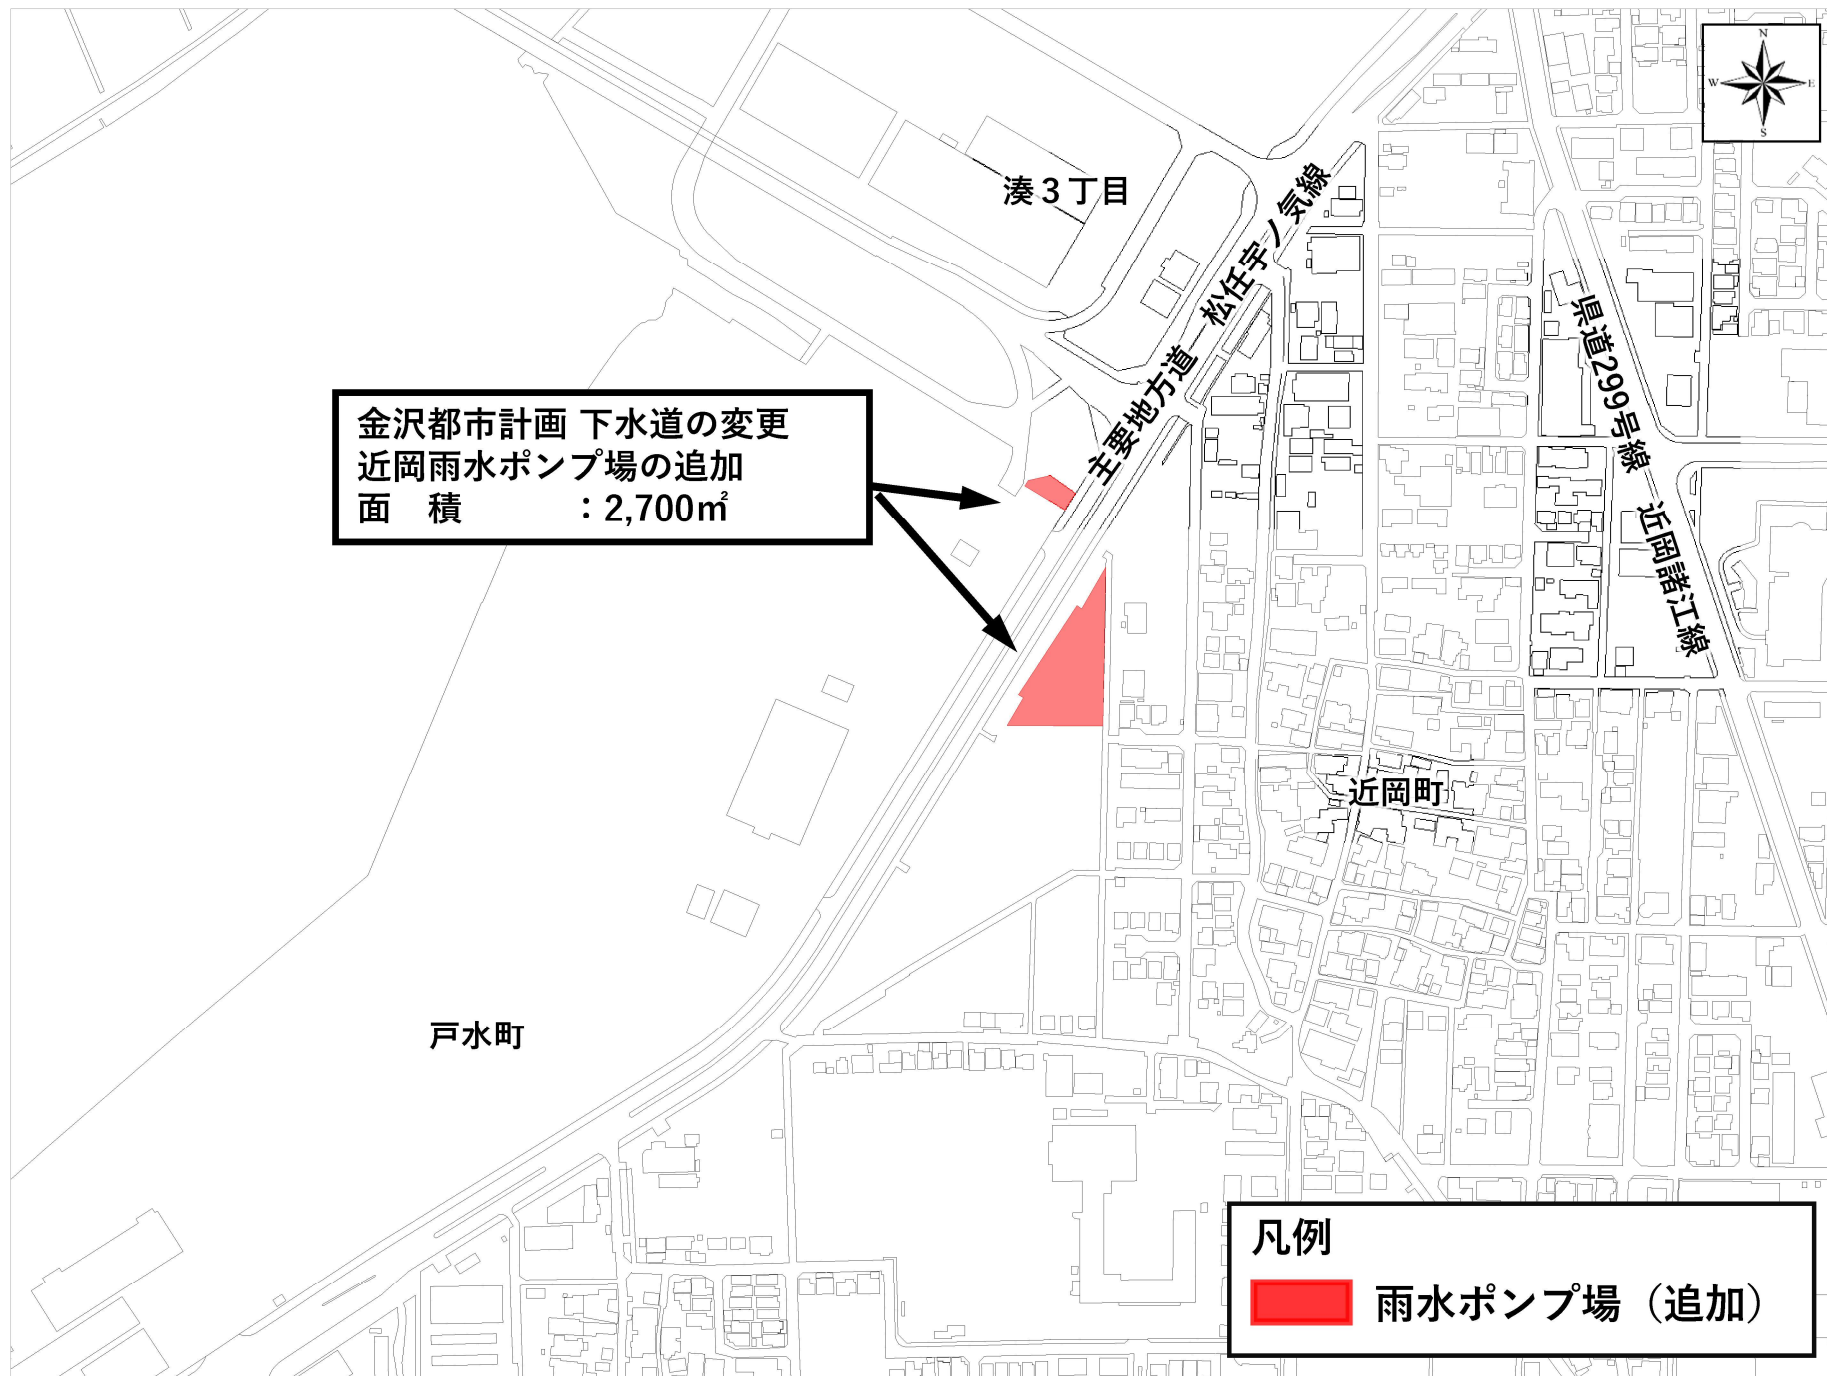 N
W
E
S
湊３丁目
主要地方道　松任宇ノ気線
県道299号線　近岡諸江線
金沢都市計画 下水道の変更
近岡雨水ポンプ場の追加
面　積　　　：2,700㎡
近岡町
戸水町
凡例
雨水ポンプ場（追加）